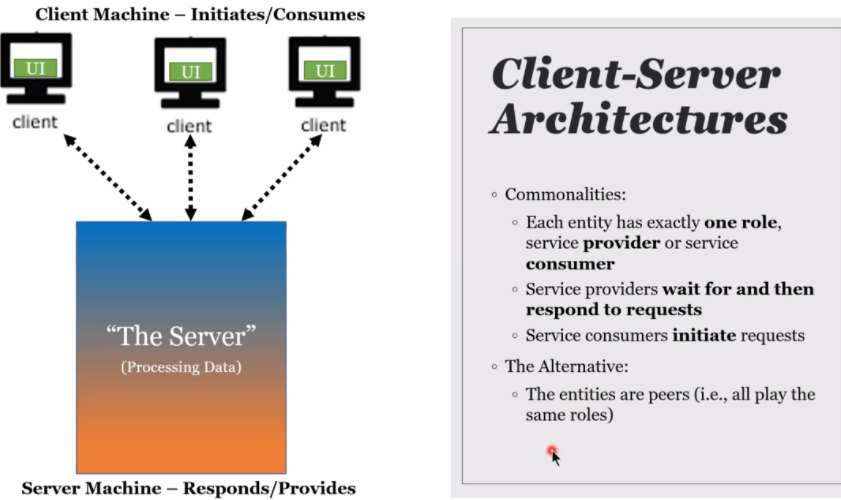 Client Machine – Initiates/Consumes
UI
UI
UI
client
client
client
“The Server”
(Processing Data)
Server Machine – Responds/Provides
Client-Server
Architectures
◦ Commonalities:
◦ Each entity has exactly one role,
service provider or service
consumer
◦ Service providers wait for and then
respond to requests
◦ Service consumers initiate requests
◦ The Alternative:
◦ The entities are peers (i.e., all play the
same roles)